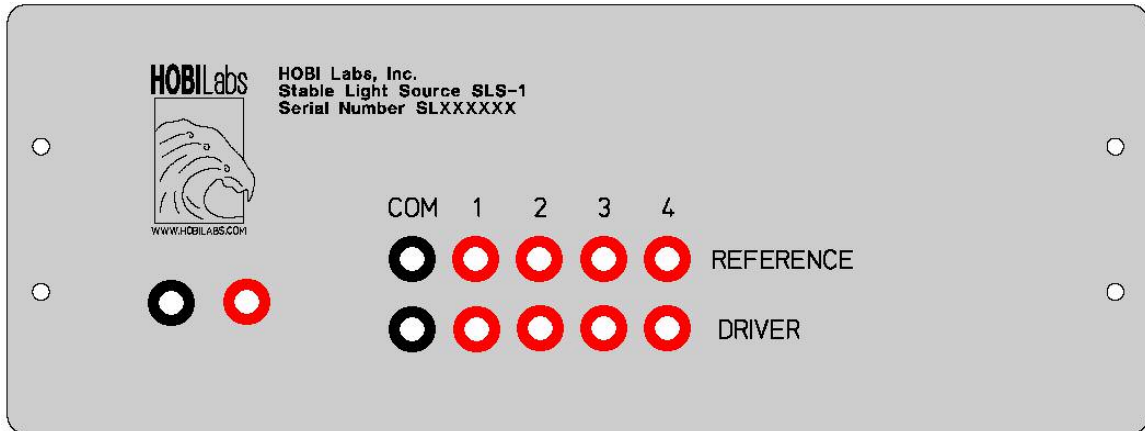 HOBILabs
HOBI Labs, Inc.
Stable Light Source SLS-1
Serial Number SLXXXXXX
WWW.HOBILABS.COM
COM 1 2 3 4
REFERENCE
DRIVER